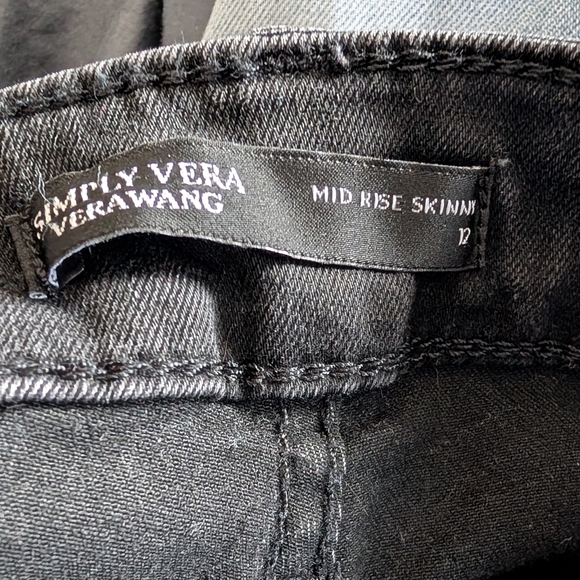 SIMPLY VERA
VERAWANG
MID RISE SKINNY
12